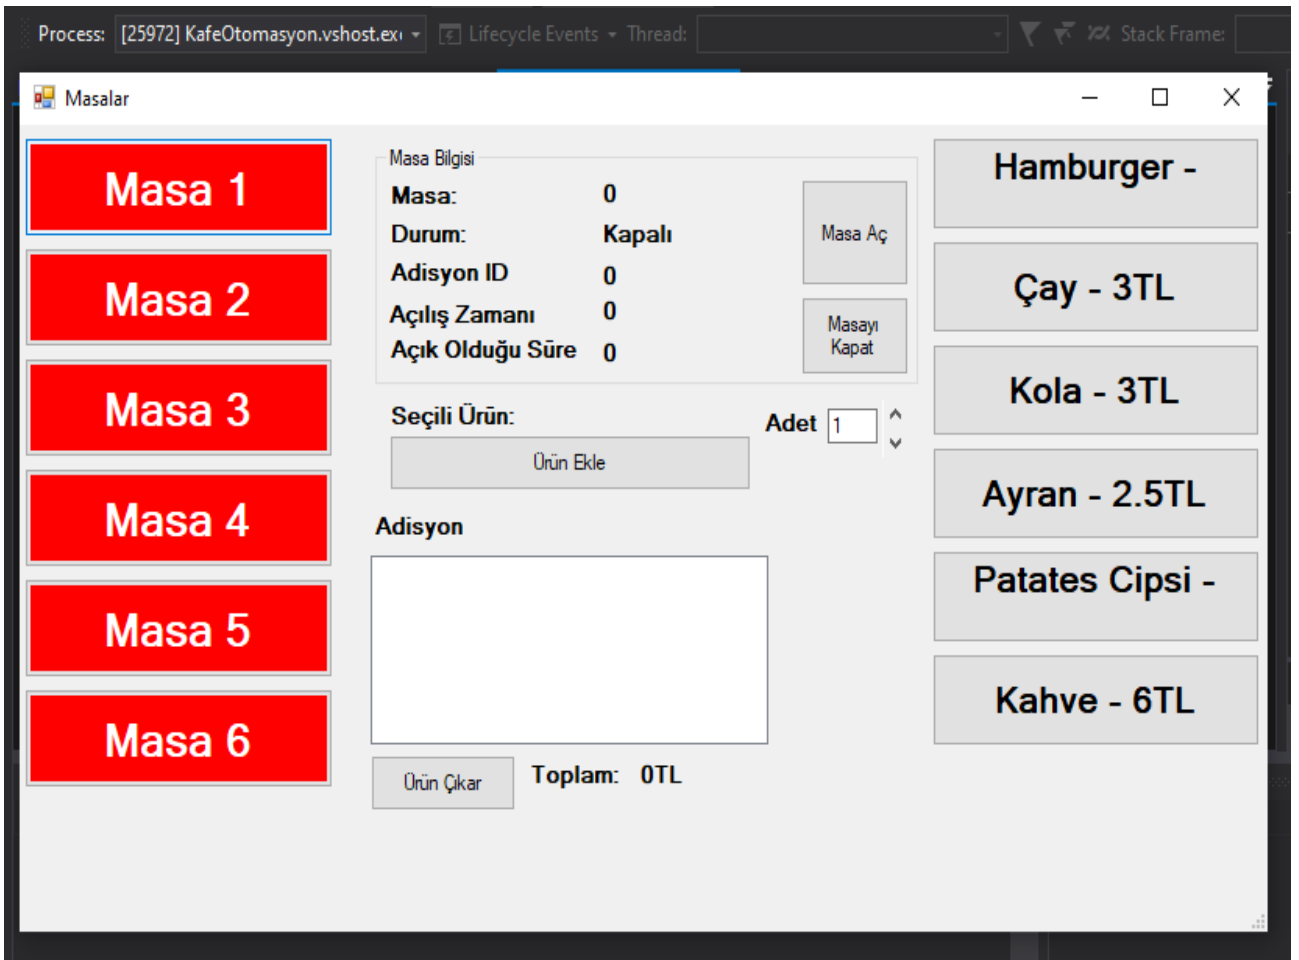 Process: [25972] KafeOtomasyon.vshost.ex Lifecycle Events Thread: Stack Frame:
Masalar
Masa 1
Masa 2
Masa 3
Masa 4
Masa 5
Masa 6
Masa Bilgisi
Masa: 0
Durum: Kapalı
Adisyon ID 0
Açılış Zamanı 0
Açık Olduğu Süre 0
Masa Aç
Masayı
Kapat
Seçili Ürün:
Adet 1
Ürün Ekle
Adisyon
Ürün Çıkar
Toplam: 0TL
Hamburger -
Çay - 3TL
Kola - 3TL
Ayran - 2.5TL
Patates Cipsi -
Kahve - 6TL